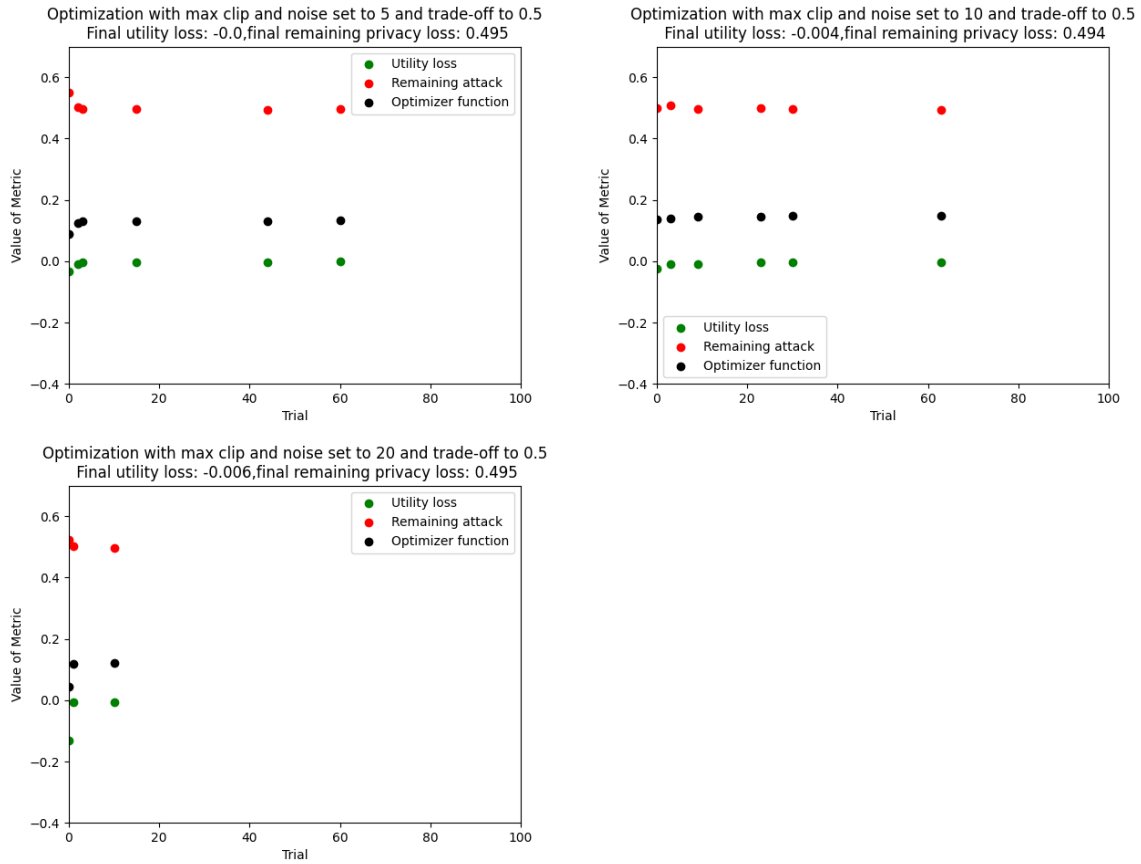 Optimization with max clip and noise set to 5 and trade-off to 0.5
Final utility loss: -0.0,final remaining privacy loss: 0.495
Utility loss
Remaining attack
Optimizer function
0.6
0.4
0.2
0.0
−0.2
−0.4
Value of Metric
0 20 40 60 80 100
Trial
Optimization with max clip and noise set to 10 and trade-off to 0.5
Final utility loss: -0.004,final remaining privacy loss: 0.494
0.6
0.4
0.2
0.0
−0.2
−0.4
Value of Metric
Utility loss
Remaining attack
Optimizer function
0 20 40 60 80 100
Trial
Optimization with max clip and noise set to 20 and trade-off to 0.5
Final utility loss: -0.006,final remaining privacy loss: 0.495
Utility loss
Remaining attack
Optimizer function
0.6
0.4
0.2
0.0
−0.2
−0.4
Value of Metric
0 20 40 60 80 100
Trial